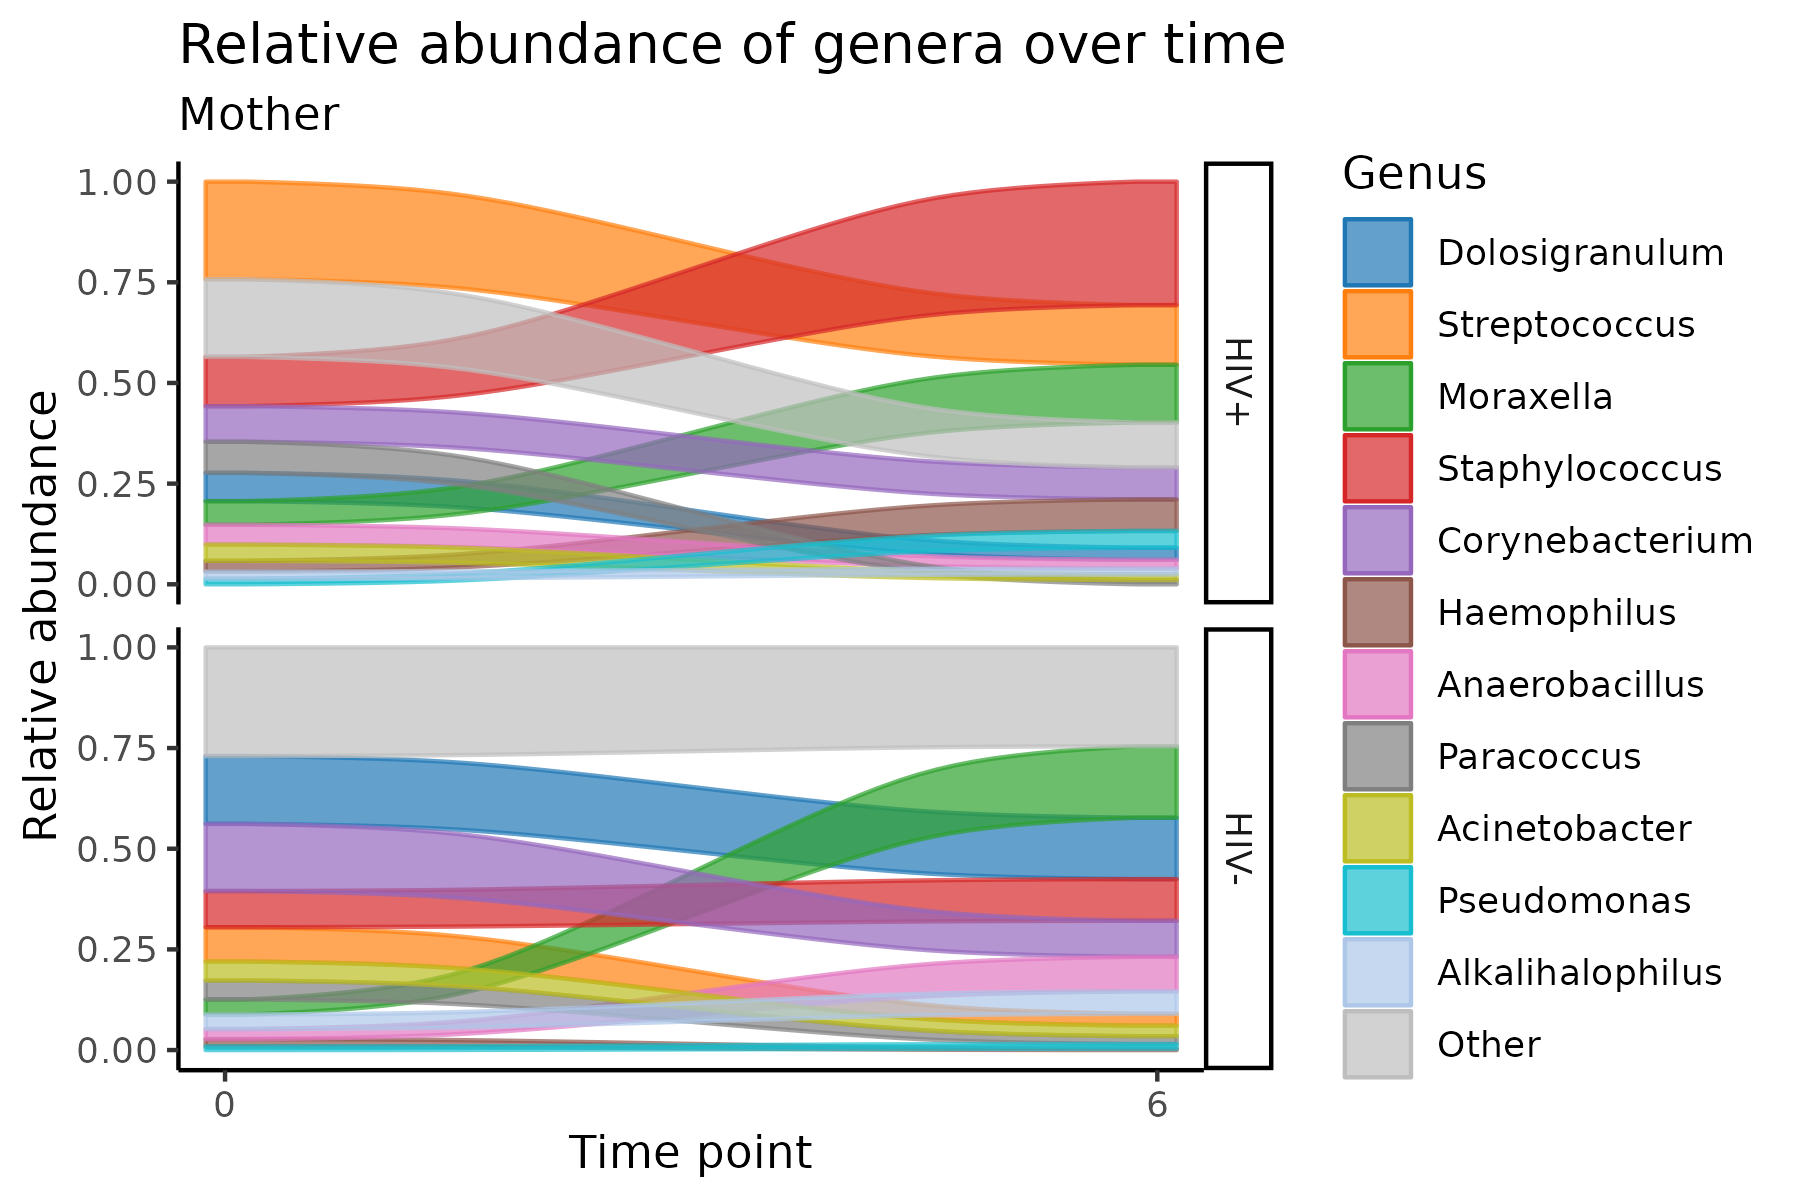 Relative abundance of genera over time
Mother
Relative abundance
1.00
0.75
0.50
0.25
0.00
HIV+
1.00
0.75
0.50
0.25
0.00
HIV-
0
6
Time point
Genus
Dolosigranulum
Streptococcus
Moraxella
Staphylococcus
Corynebacterium
Haemophilus
Anaerobacillus
Paracoccus
Acinetobacter
Pseudomonas
Alkalihalophilus
Other